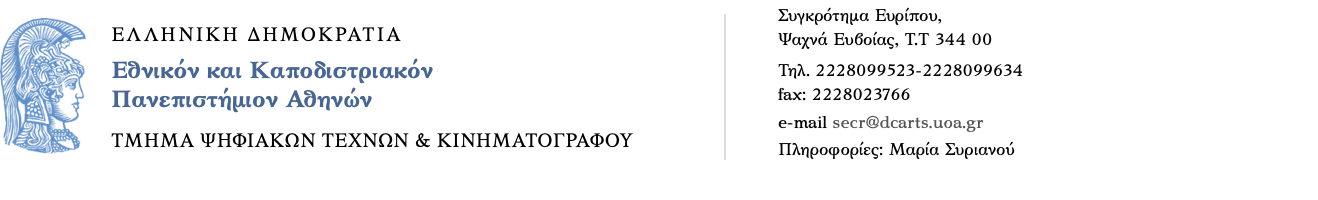 ΕΛΛΗΝΙΚΗ ΔΗΜΟΚΡΑΤΙΑ
Εθνικόν και Καποδιστριακόν
Πανεπιστήμιον Αθηνών
ΤΜΗΜΑ ΨΗΦΙΑΚΩΝ ΤΕΧΝΩΝ & ΚΙΝΗΜΑΤΟΓΡΑΦΟΥ
Συγκρότημα Ευρίπου,
Ψαχνά Ευβοίας, Τ.Τ 344 00
Τηλ. 2228099523-2228099634
fax: 2228023766
e-mail secr@dcarts.uoa.gr
Πληροφορίες: Μαρία Συριανού